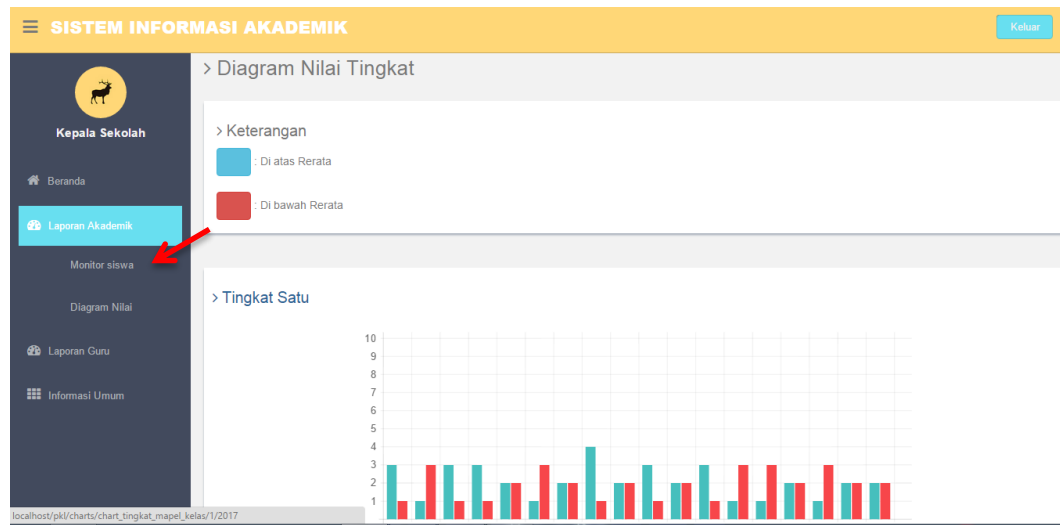 SISTEM INFORMASI AKADEMIK
Keluar
Kepala Sekolah
Beranda
Laporan Akademik
Monitor siswa
Diagram Nilai
Laporan Guru
Informasi Umum
> Diagram Nilai Tingkat
> Keterangan
: Di atas Rerata
: Di bawah Rerata
> Tingkat Satu
10
9
8
7
6
5
4
3
2
1
localhost/pkl/charts/chart_tingkat_mapel_kelas/1/2017